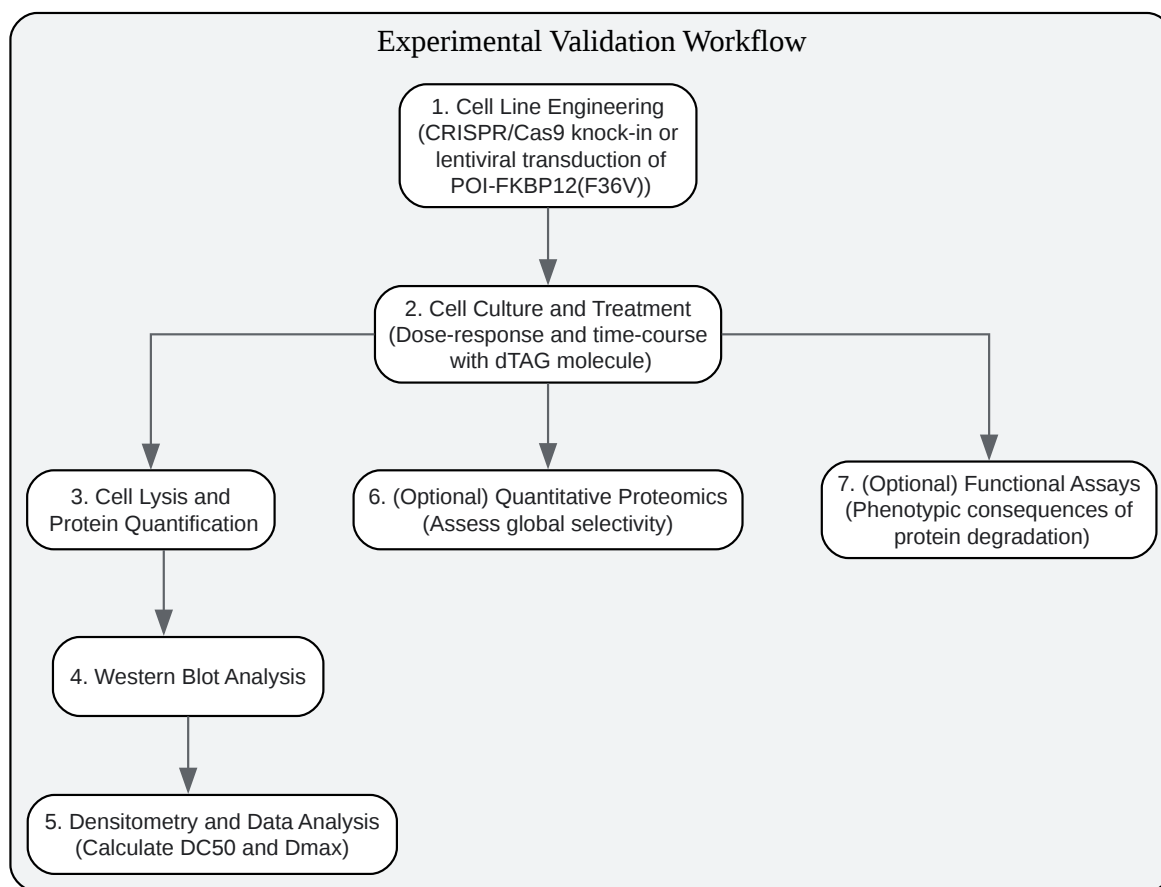 Experimental Validation Workflow
1. Cell Line Engineering
(CRISPR/Cas9 knock-in or
lentiviral transduction of
POI-FKBP12(F36V))
2. Cell Culture and Treatment
(Dose-response and time-course
with dTAG molecule)
3. Cell Lysis and
Protein Quantification
6. (Optional) Quantitative Proteomics
(Assess global selectivity)
7. (Optional) Functional Assays
(Phenotypic consequences of
protein degradation)
4. Western Blot Analysis
5. Densitometry and Data Analysis
(Calculate DC50 and Dmax)